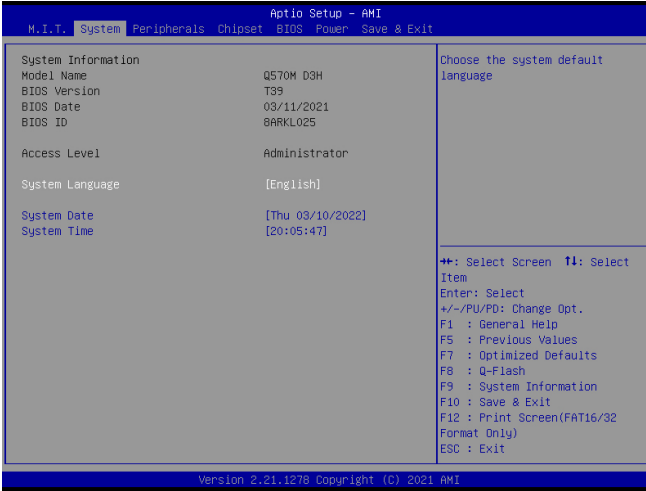 Aptio Setup - AMI
M.I.T. System Peripherals Chipset BIOS Power Save & Exit
System Information
Model Name Q570M D3H
BIOS Version T39
BIOS Date 03/11/2021
BIOS ID 8ARKL025
Access Level Administrator
System Language [English]
System Date [Thu 03/10/2022]
System Time [20:05:47]
Choose the system default
language
→←: Select Screen ↑↓: Select
Item
Enter: Select
+/-/PU/PD: Change Opt.
F1 : General Help
F5 : Previous Values
F7 : Optimized Defaults
F8 : Q-Flash
F9 : System Information
F10 : Save & Exit
F12 : Print Screen(FAT16/32
Format Only)
ESC : Exit
Version 2.21.1278 Copyright (C) 2021 AMI